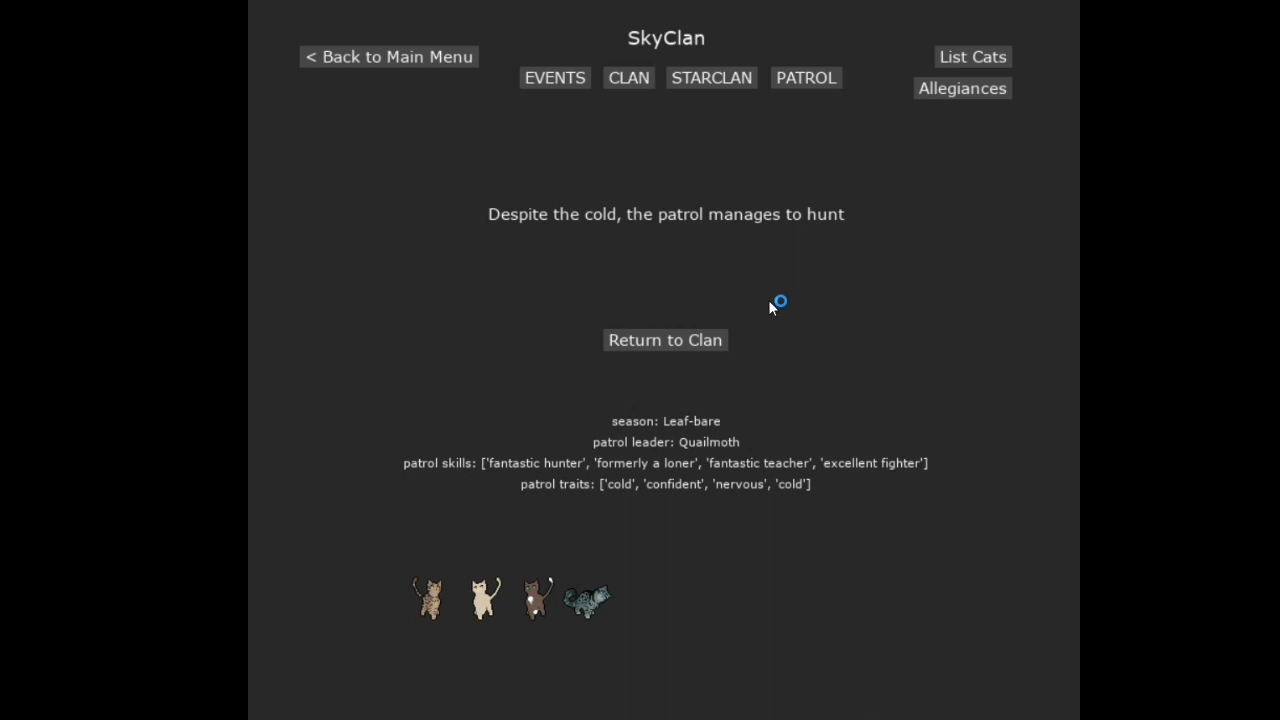 SkyClan
< Back to Main Menu
List Cats
EVENTS CLAN STARCLAN PATROL
Allegiances
Despite the cold, the patrol manages to hunt
Return to Clan
season: Leaf-bare
patrol leader: Quailmoth
patrol skills: ['fantastic hunter', 'formerly a loner', 'fantastic teacher', 'excellent fighter']
patrol traits: ['cold', 'confident', 'nervous', 'cold']